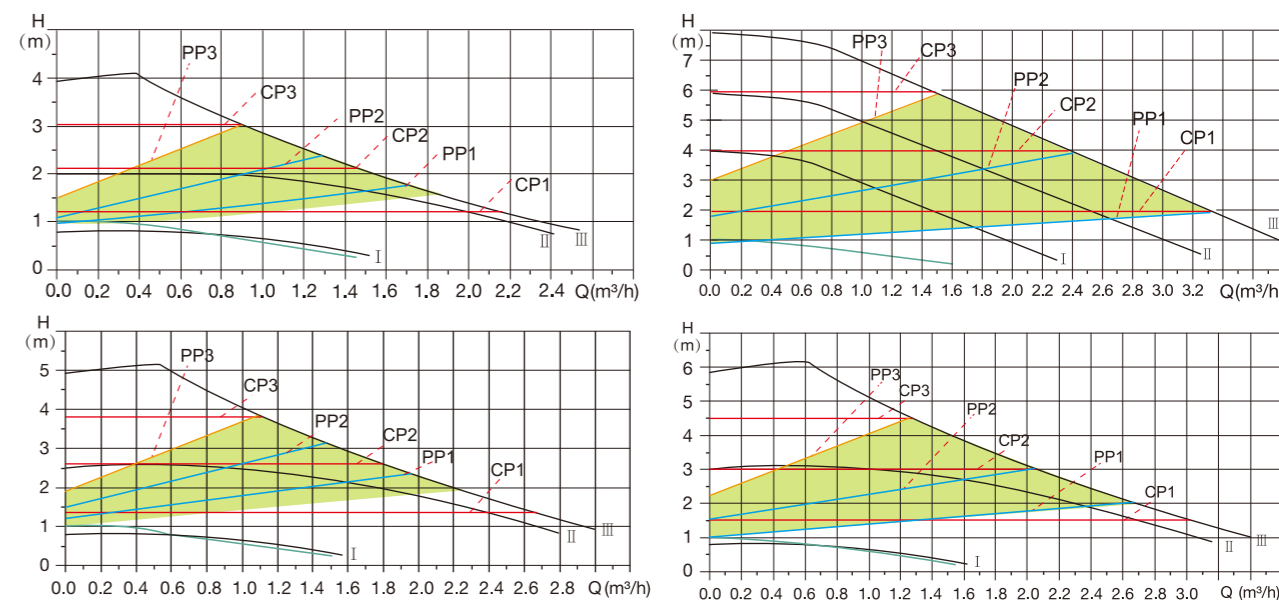 H
(m)
4
3
2
1
0
PP3
CP3
PP2
CP2
PP1
CP1
Ⅰ
Ⅱ
Ⅲ
0.0 0.2 0.4 0.6 0.8 1.0 1.2 1.4 1.6 1.8 2.0 2.2 2.4 Q(m³/h)
H
(m)
7
6
5
4
3
2
1
0
PP3
CP3
PP2
CP2
PP1
CP1
Ⅰ
Ⅱ
Ⅲ
0.0 0.2 0.4 0.6 0.8 1.0 1.2 1.4 1.6 1.8 2.0 2.2 2.4 2.6 2.8 3.0 3.2 Q(m³/h)
H
(m)
5
4
3
2
1
0
PP3
CP3
PP2
CP2
PP1
CP1
Ⅰ
Ⅱ
Ⅲ
0.0 0.2 0.4 0.6 0.8 1.0 1.2 1.4 1.6 1.8 2.0 2.2 2.4 2.6 2.8 Q(m³/h)
H
(m)
6
5
4
3
2
1
0
PP3
CP3
PP2
CP2
PP1
CP1
Ⅰ
Ⅱ
Ⅲ
0.0 0.2 0.4 0.6 0.8 1.0 1.2 1.4 1.6 1.8 2.0 2.2 2.4 2.6 3.0 Q (m³/h)